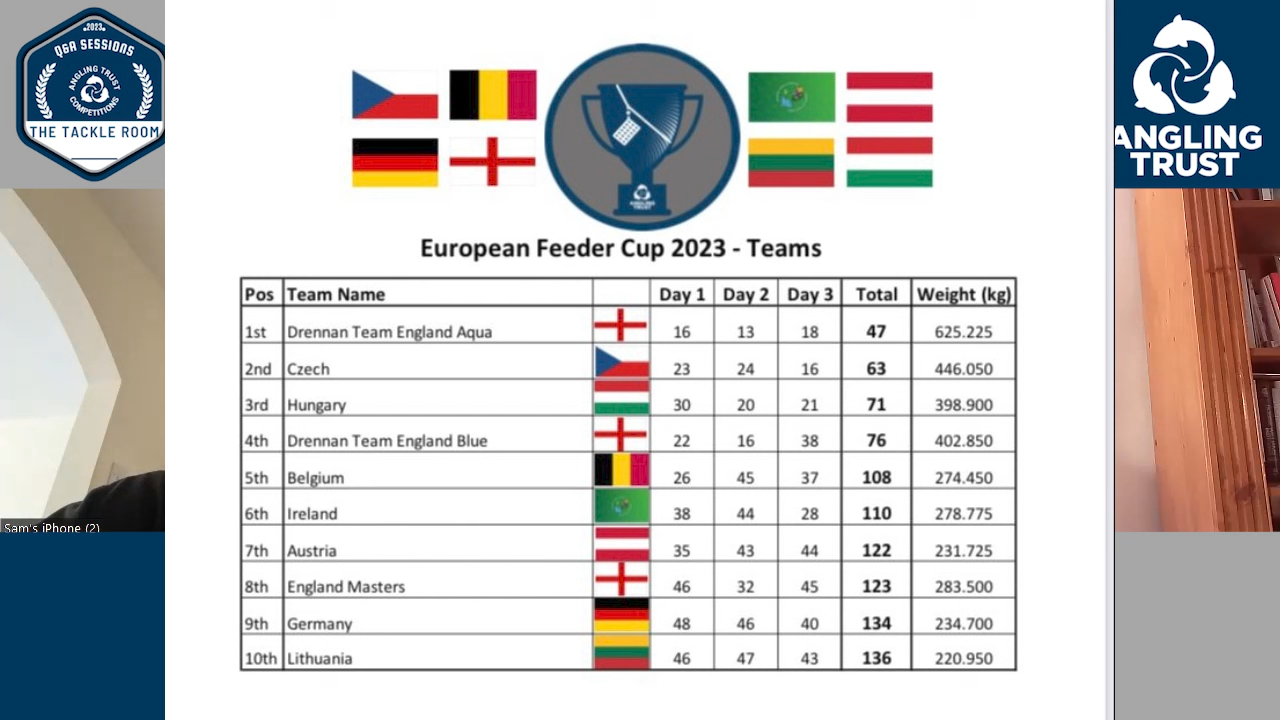 2023
Q&A SESSIONS
ANGLING TRUST
COMPETITIONS
THE TACKLE ROOM
ANGLING
TRUST
ANGLING
TRUST
European Feeder Cup 2023 - Teams
Pos Team Name Day 1 Day 2 Day 3 Total Weight (kg)
1st Drennan Team England Aqua 16 13 18 47 625.225
2nd Czech 23 24 16 63 446.050
3rd Hungary 30 20 21 71 398.900
4th Drennan Team England Blue 22 16 38 76 402.850
5th Belgium 26 45 37 108 274.450
6th Ireland 38 44 28 110 278.775
7th Austria 35 43 44 122 231.725
8th England Masters 46 32 45 123 283.500
9th Germany 48 46 40 134 234.700
10th Lithuania 46 47 43 136 220.950
Sam's iPhone (2)